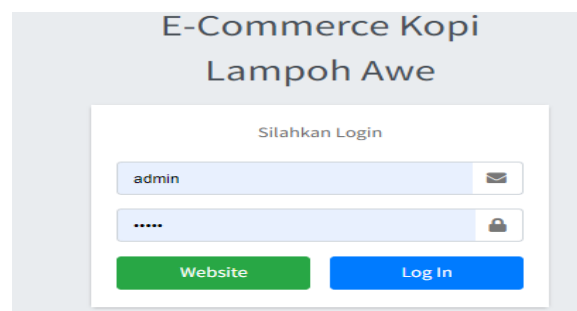 E-Commerce Kopi
Lampoh Awe
Silahkan Login
admin
•••••
Website
Log In